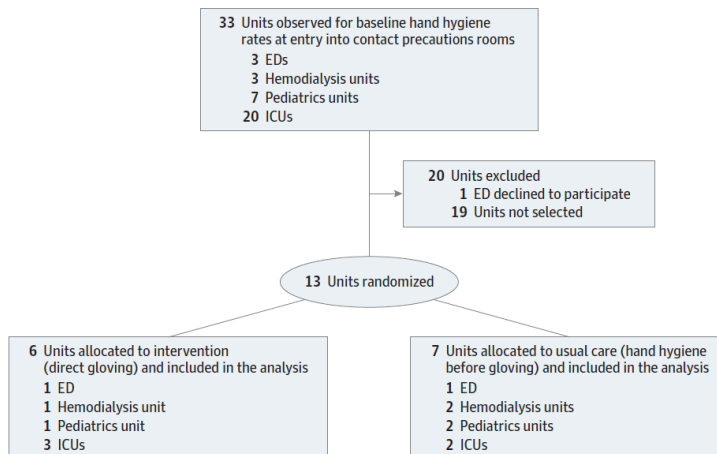 33 Units observed for baseline hand hygiene
rates at entry into contact precautions rooms
3 EDs
3 Hemodialysis units
7 Pediatrics units
20 ICUs
20 Units excluded
1 ED declined to participate
19 Units not selected
13 Units randomized
6 Units allocated to intervention
(direct gloving) and included in the analysis
1 ED
1 Hemodialysis unit
1 Pediatrics unit
3 ICUs
7 Units allocated to usual care (hand hygiene
before gloving) and included in the analysis
1 ED
2 Hemodialysis units
2 Pediatrics units
2 ICUs